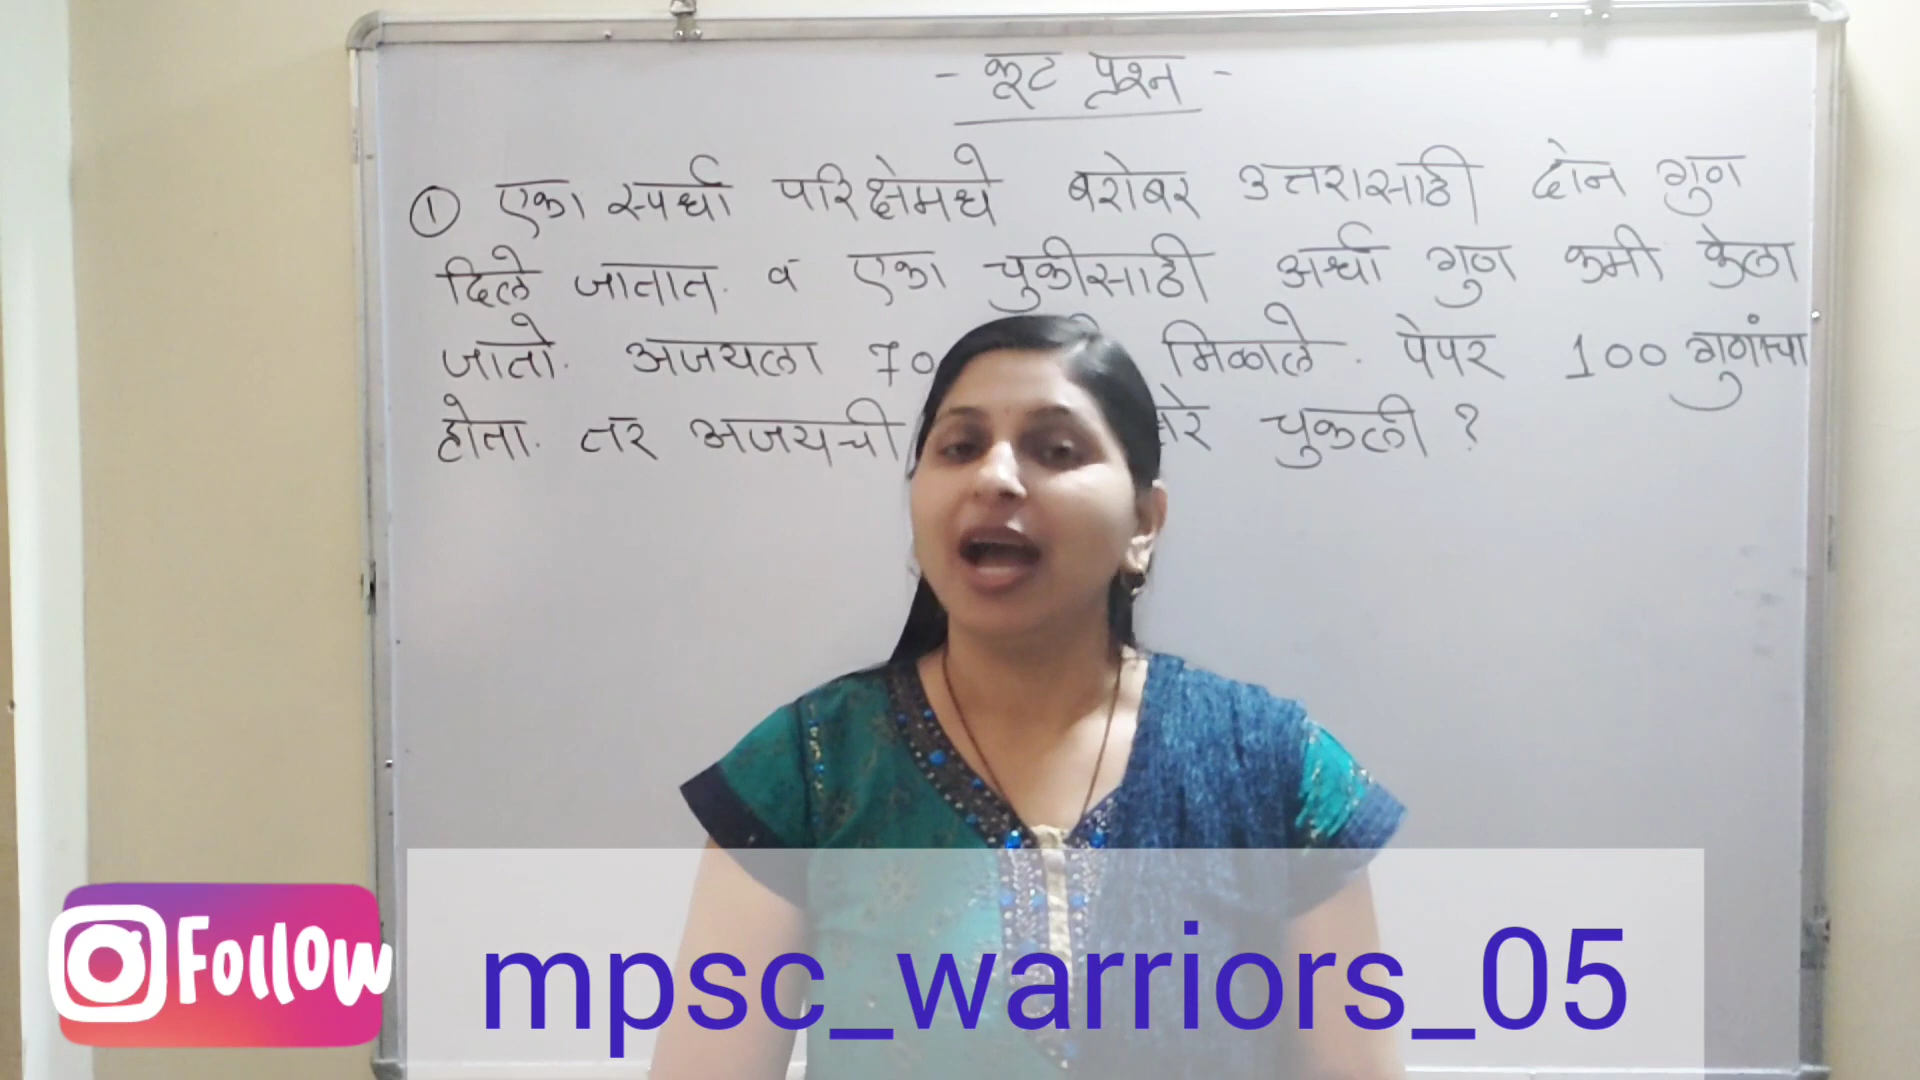 - कूट प्रश्न -
① एका स्पर्धा परिक्षेमधे बरोबर उत्तरासाठी दोन गुण
दिले जातात. व एका चुकीसाठी अर्धा गुण कमी केला
जातो. अजयला 70 मिळाले. पेपर 100 गुणांचा
होता. तर अजयची चुकली ?
Follow
mpsc_warriors_05